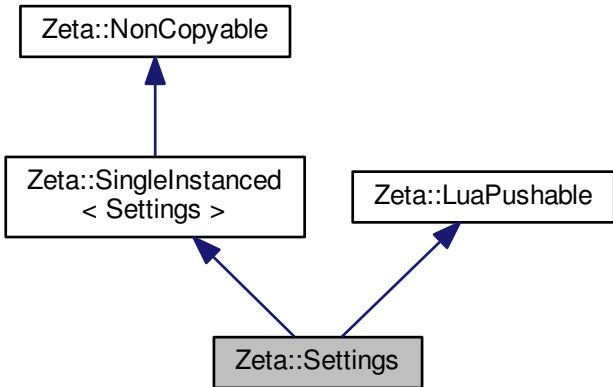 Zeta::NonCopyable
Zeta::SingleInstanced
< Settings >
Zeta::LuaPushable
Zeta::Settings